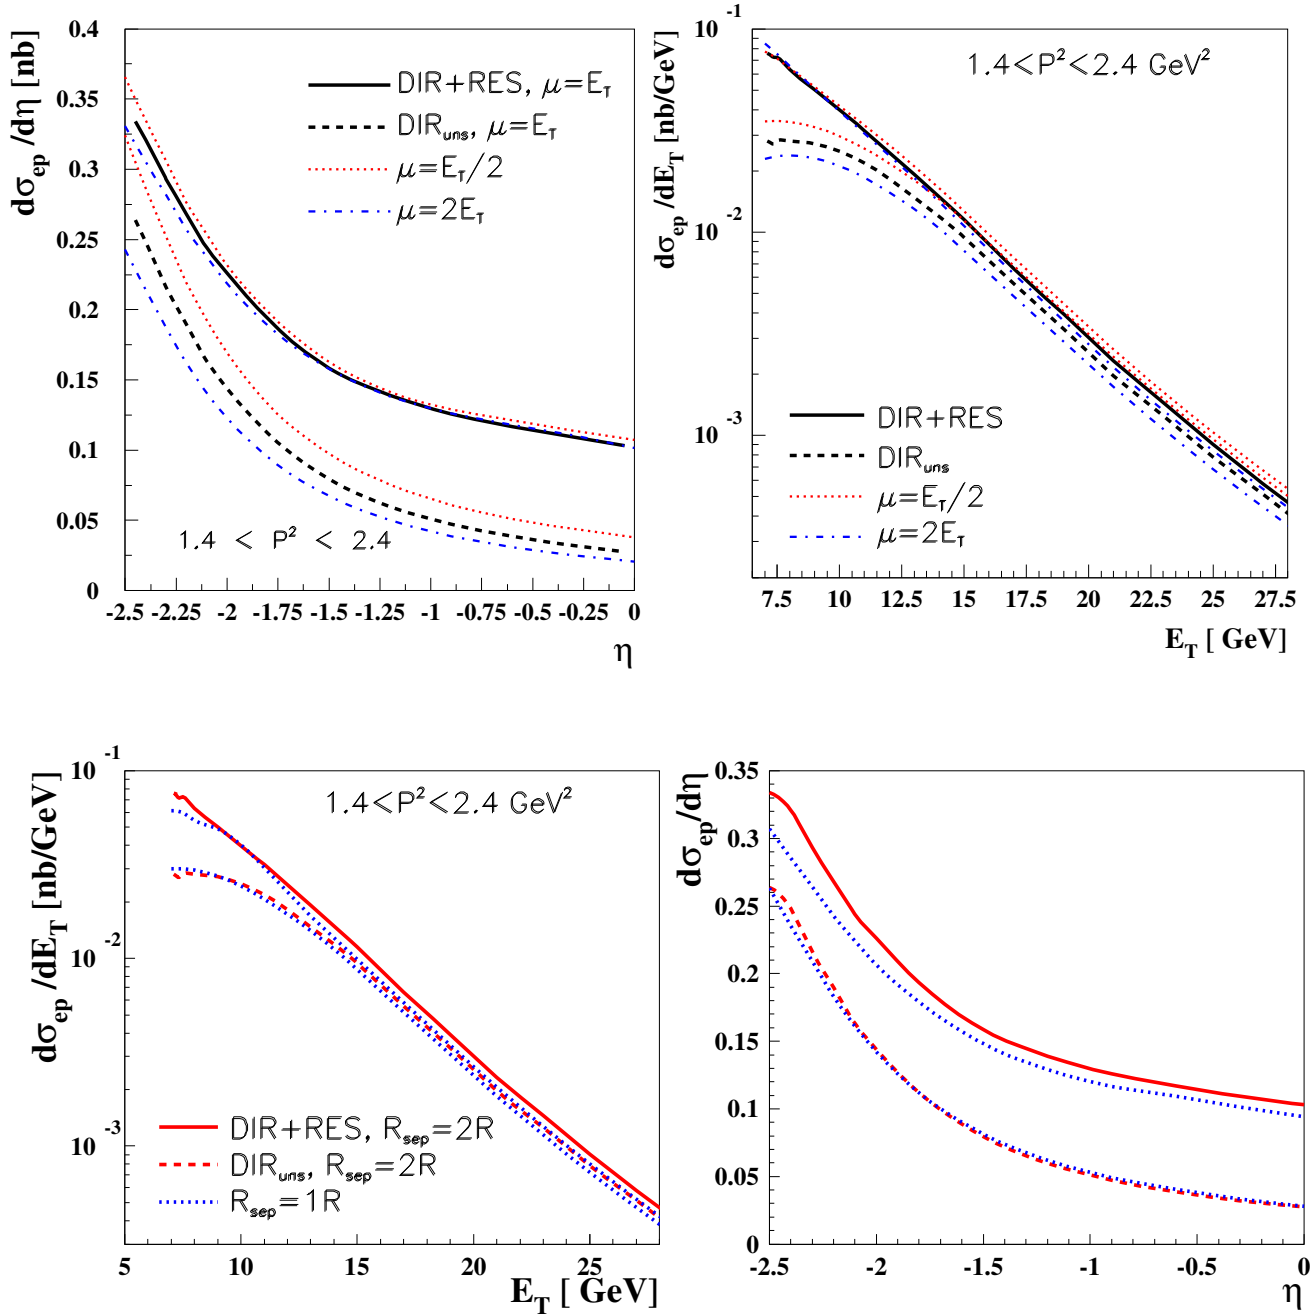 dσep /dη [nb]
0.4
0.35
0.3
0.25
0.2
0.15
0.1
0.05
0
DIR+RES, μ=ET
DIRuns, μ=ET
μ=ET/2
μ=2ET
1.4 < P² < 2.4
-2.5 -2.25 -2 -1.75 -1.5 -1.25 -1 -0.75 -0.5 -0.25 0
η
dσep /dET [nb/GeV]
10⁻¹
10⁻²
10⁻³
1.4<P²<2.4 GeV²
DIR+RES
DIRuns
μ=ET/2
μ=2ET
7.5 10 12.5 15 17.5 20 22.5 25 27.5
ET [ GeV]
dσep /dET [nb/GeV]
10⁻¹
10⁻²
10⁻³
1.4<P²<2.4 GeV²
DIR+RES, Rsep=2R
DIRuns, Rsep=2R
Rsep=1R
5 10 15 20 25
ET [ GeV]
dσep/dη
0.35
0.3
0.25
0.2
0.15
0.1
0.05
0
-2.5 -2 -1.5 -1 -0.5 0
η